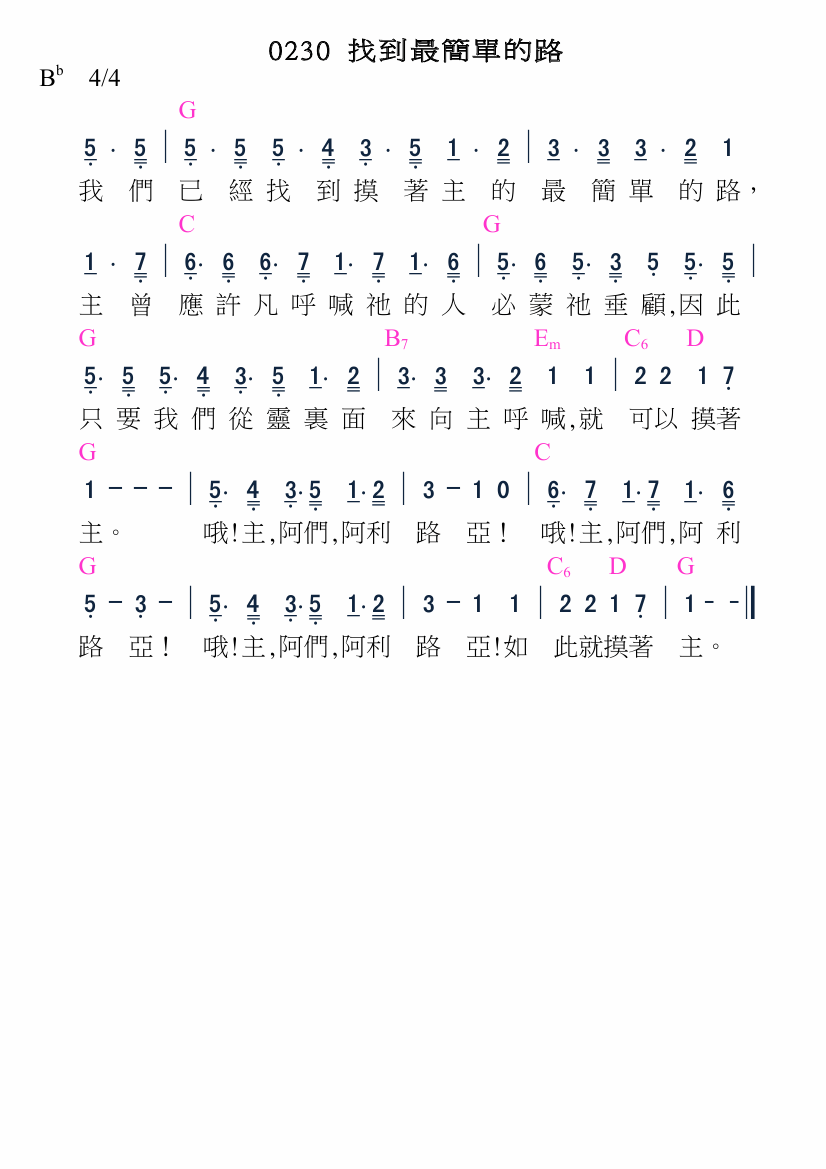 0230 找到最簡單的路
Bb 4/4
G
5 · 5 | 5 · 5 5 · 4 3 · 5 1 · 2 | 3 · 3 3 · 2 1
我 們 已 經 找 到 摸 著 主 的 最 簡 單 的 路，
C G
1 · 7 | 6· 6 6· 7 1· 7 1· 6 | 5· 6 5· 3 5 5· 5 |
主 曾 應 許 凡 呼 喊 祂 的 人 必 蒙 祂 垂 顧,因 此
G B7 Em C6 D
5· 5 5· 4 3· 5 1· 2 | 3· 3 3· 2 1 1 | 2 2 1 7
只 要 我 們 從 靈 裏 面 來 向 主 呼 喊,就 可以 摸著
G C
1 - - - | 5· 4 3·5 1·2 | 3 - 1 0 | 6· 7 1·7 1· 6
主。 哦!主,阿們,阿利 路 亞! 哦!主,阿們,阿 利
G C6 D G
5 - 3 - | 5· 4 3·5 1·2 | 3 - 1 1 | 2 2 1 7 | 1 - - ||
路 亞! 哦!主,阿們,阿利 路 亞!如 此就摸著 主。